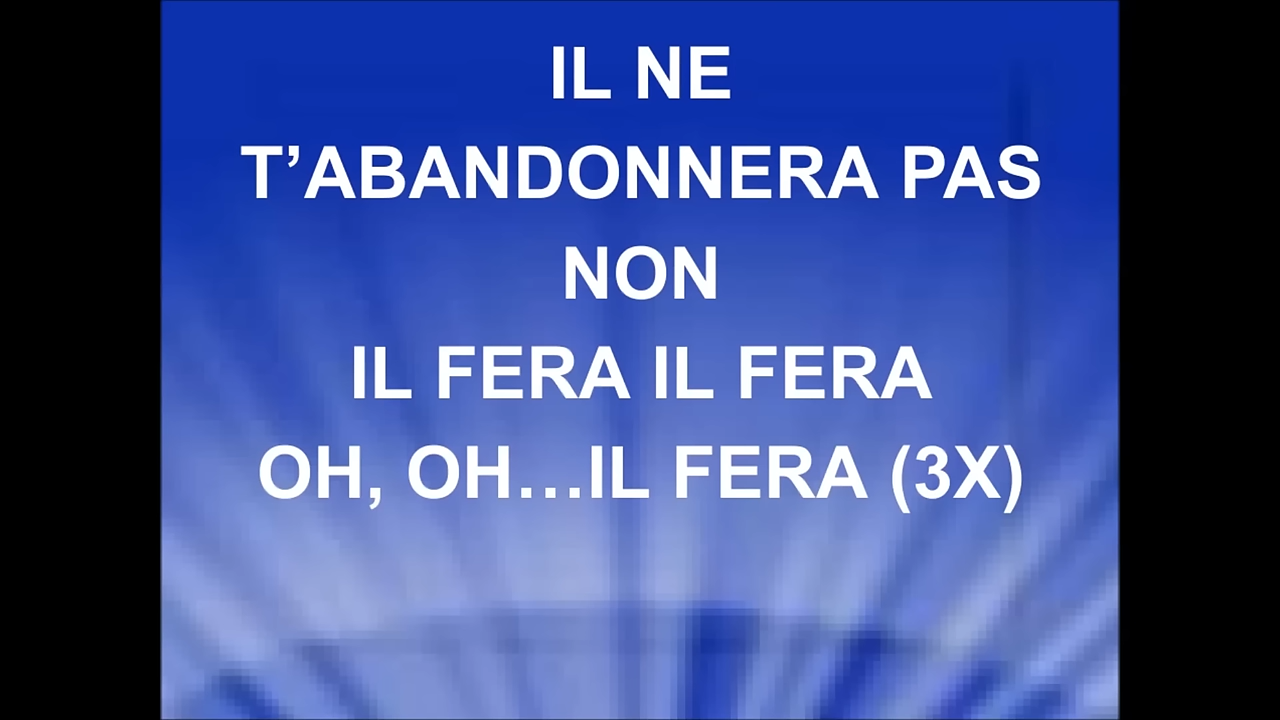 IL NE
T’ABANDONNERA PAS
NON
IL FERA IL FERA
OH, OH…IL FERA (3X)